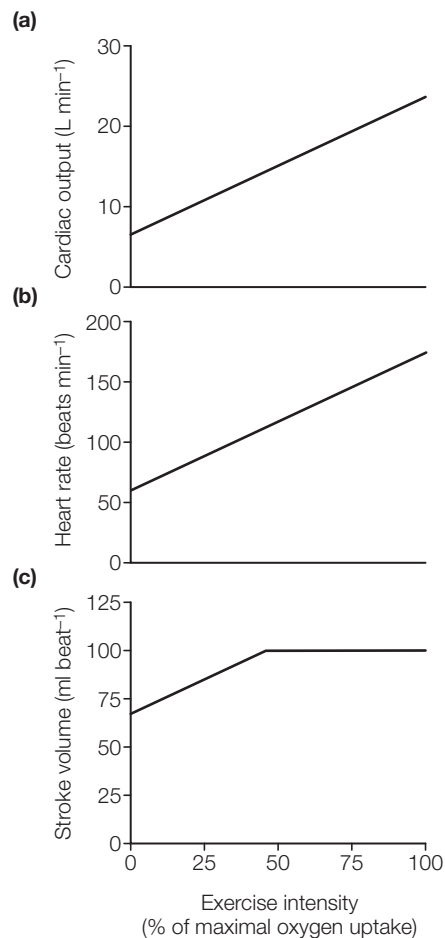 (a)
Cardiac output (L min⁻¹)
30
20
10
0
(b)
Heart rate (beats min⁻¹)
200
150
100
50
0
(c)
Stroke volume (ml beat⁻¹)
125
100
75
50
25
0
0 25 50 75 100
Exercise intensity
(% of maximal oxygen uptake)